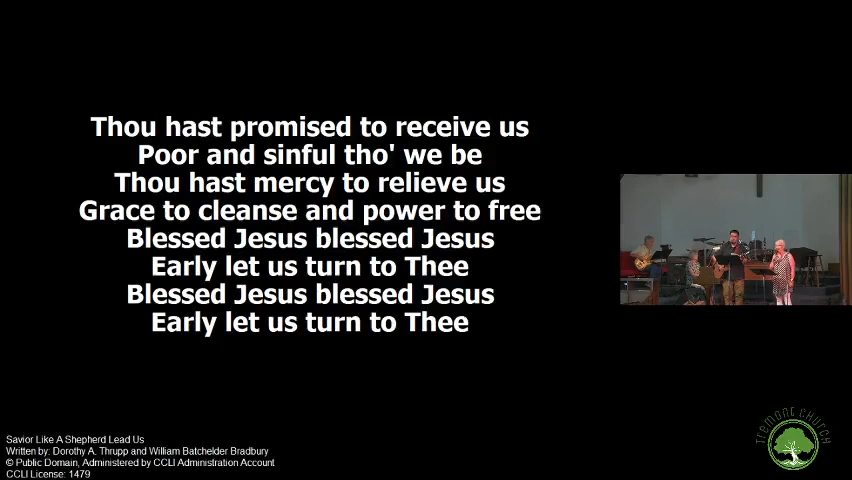 Thou hast promised to receive us
Poor and sinful tho' we be
Thou hast mercy to relieve us
Grace to cleanse and power to free
Blessed Jesus blessed Jesus
Early let us turn to Thee
Blessed Jesus blessed Jesus
Early let us turn to Thee
Savior Like A Shepherd Lead Us
Written by: Dorothy A. Thrupp and William Batchelder Bradbury
© Public Domain, Administered by CCLI Administration Account
CCLI License: 1479
TREMONT CHURCH